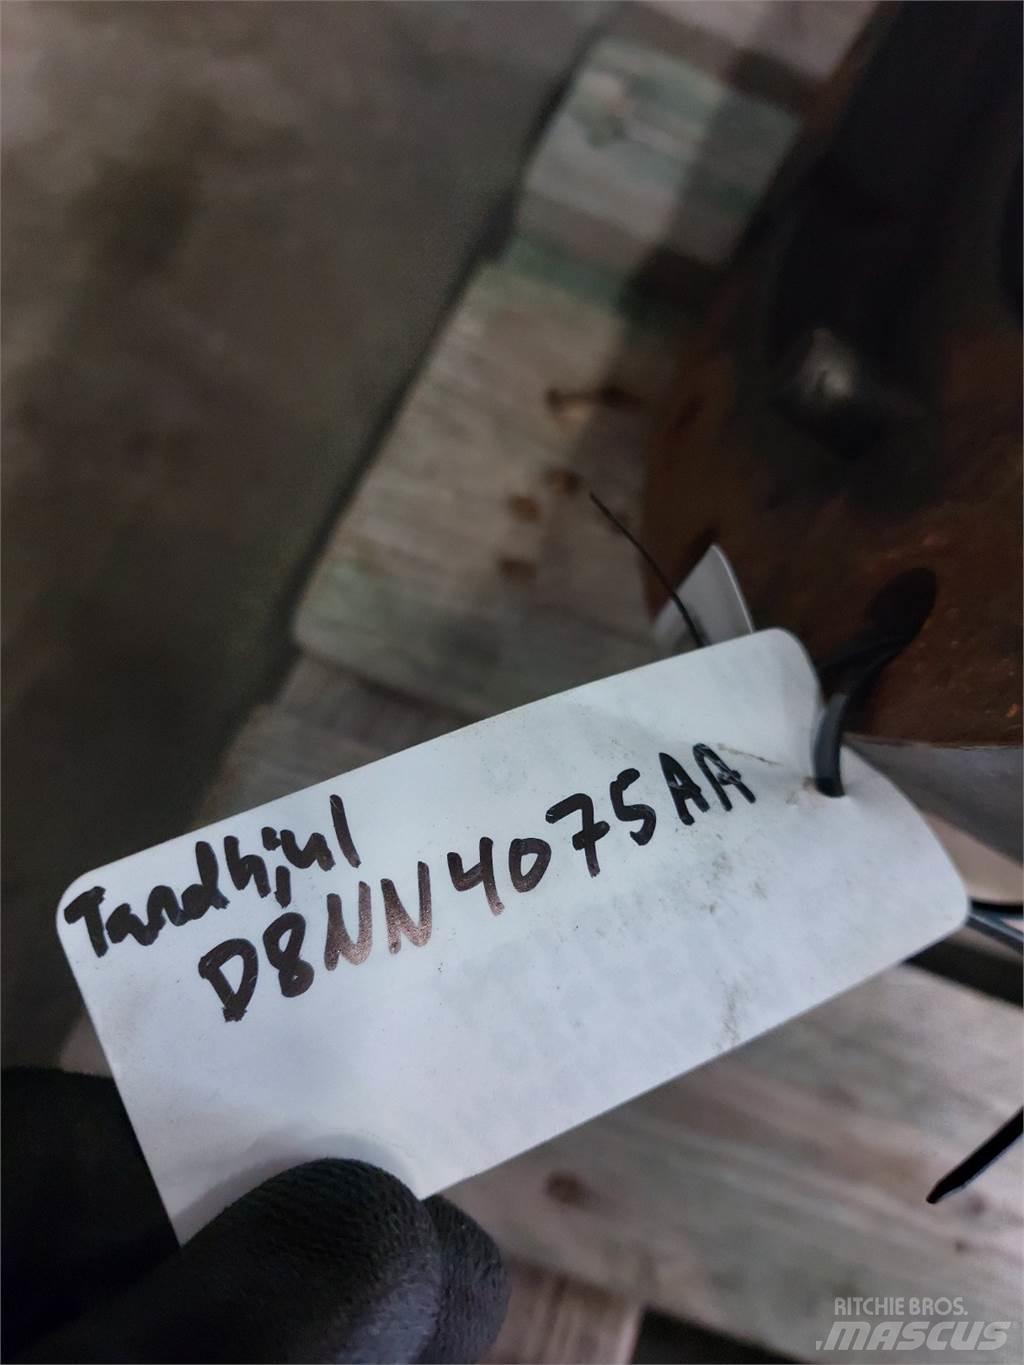 Tandhjul
D8NN4075AA
RITCHIE BROS.
MASCUS